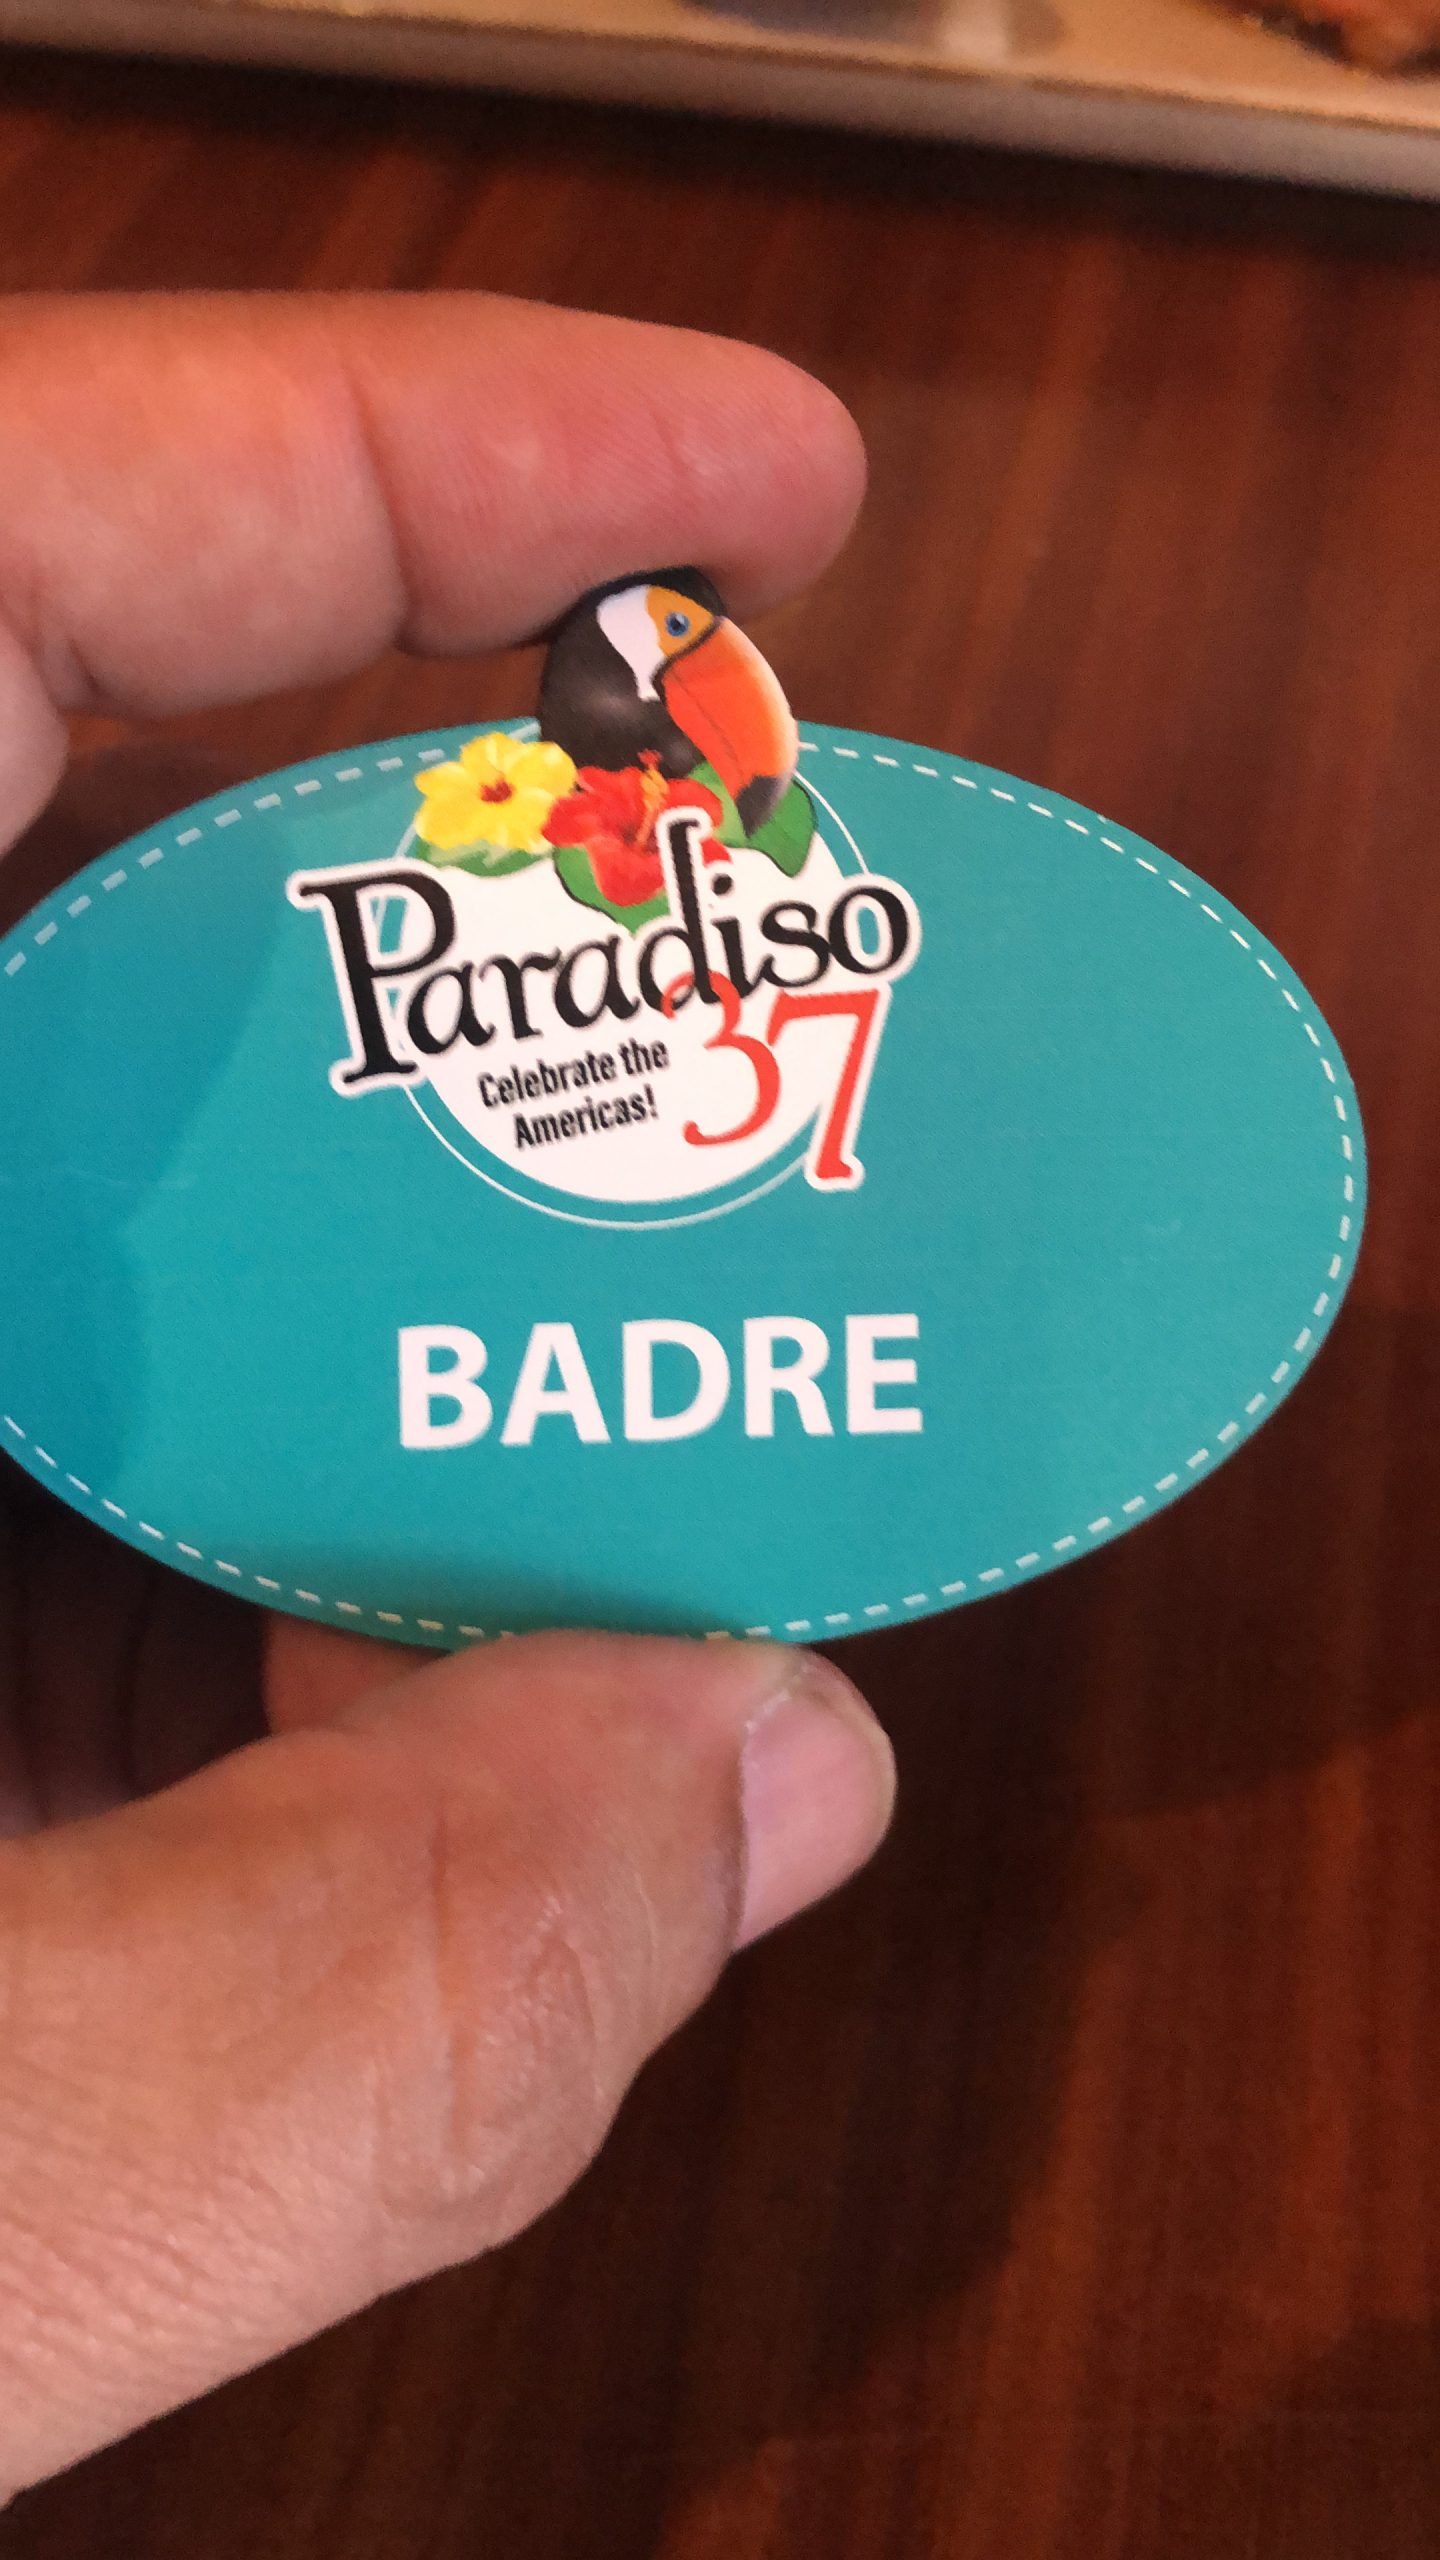 Paradiso
37
Celebrate the
Americas!
BADRE